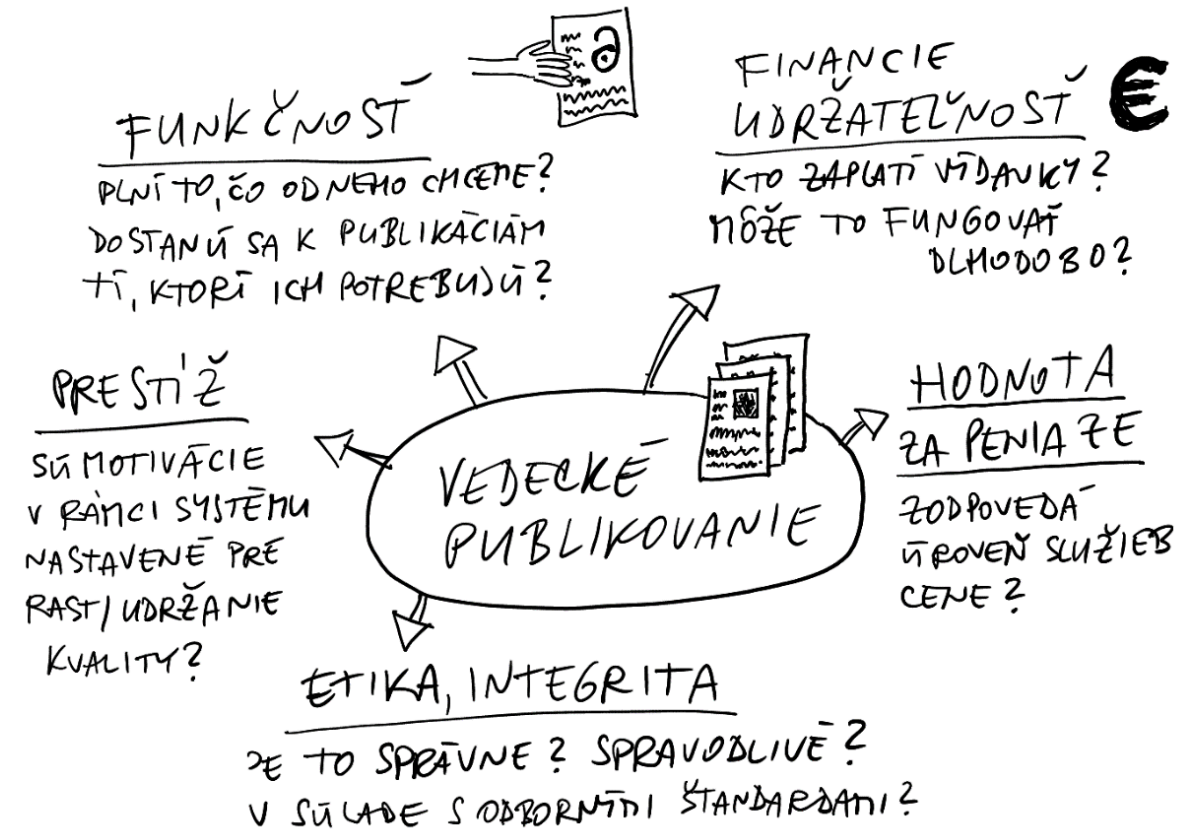 FUNKČNOSŤ
PLNÍ TO, ČO OD NEHO CHCEME?
DOSTANÚ SA K PUBLIKÁCIÁM
TÍ, KTORÍ ICH POTREBUJÚ?
FINANCIE
UDRŽATEĽNOSŤ
€
KTO ZAPLATÍ VÝDAVKY?
MÔŽE TO FUNGOVAŤ
DLHODOBO?
PRESTÍŽ
SÚ MOTIVÁCIE
V RÁMCI SYSTÉMU
NASTAVENÉ PRE
RAST/UDRŽANIE
KVALITY?
VEDECKÉ
PUBLIKOVANIE
HODNOTA
ZA PENIAZE
ZODPOVEDÁ
ÚROVEŇ SLUŽIEB
CENE?
ETIKA, INTEGRITA
JE TO SPRÁVNE? SPRAVODLIVÉ?
V SÚLADE S ODBORNÝMI ŠTANDARDAMI?